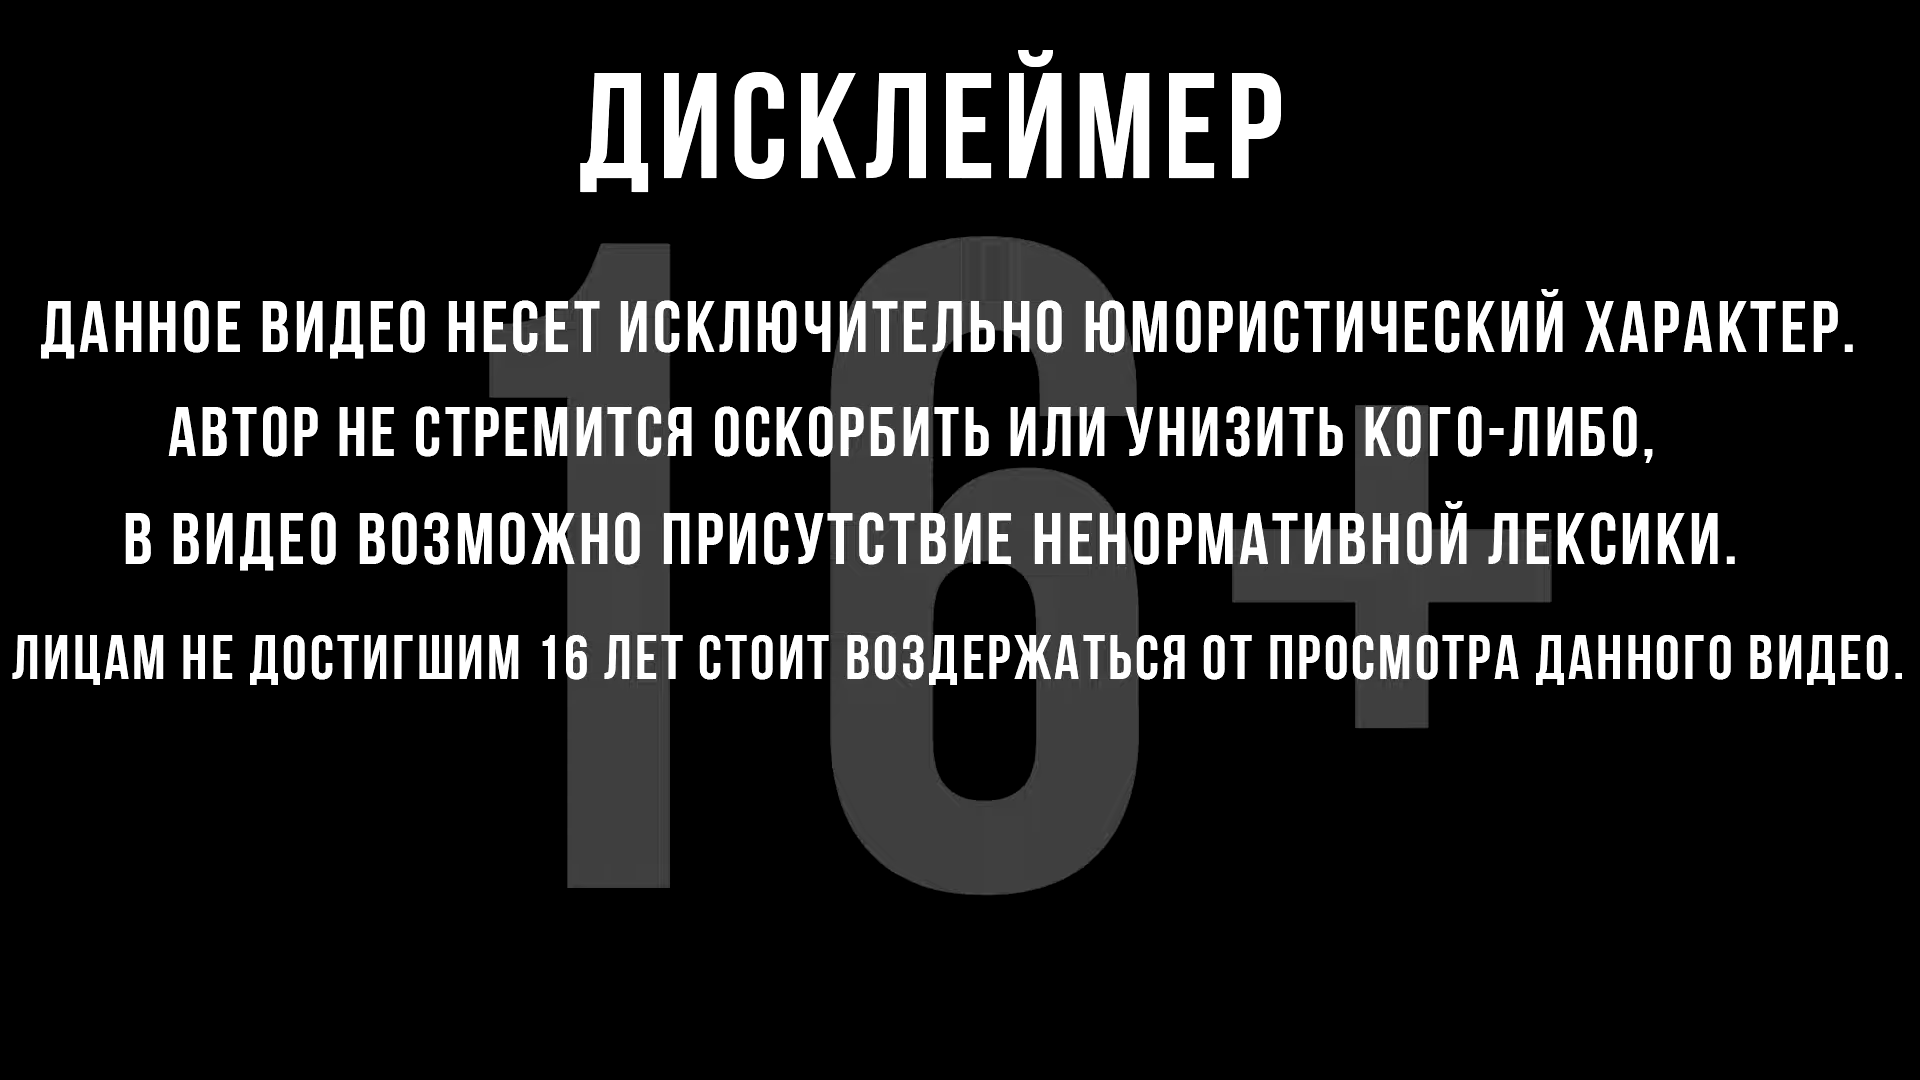 ДИСКЛЕЙМЕР
16+
ДАННОЕ ВИДЕО НЕСЕТ ИСКЛЮЧИТЕЛЬНО ЮМОРИСТИЧЕСКИЙ ХАРАКТЕР.
АВТОР НЕ СТРЕМИТСЯ ОСКОРБИТЬ ИЛИ УНИЗИТЬ КОГО-ЛИБО,
В ВИДЕО ВОЗМОЖНО ПРИСУТСТВИЕ НЕНОРМАТИВНОЙ ЛЕКСИКИ.
ЛИЦАМ НЕ ДОСТИГШИМ 16 ЛЕТ СТОИТ ВОЗДЕРЖАТЬСЯ ОТ ПРОСМОТРА ДАННОГО ВИДЕО.